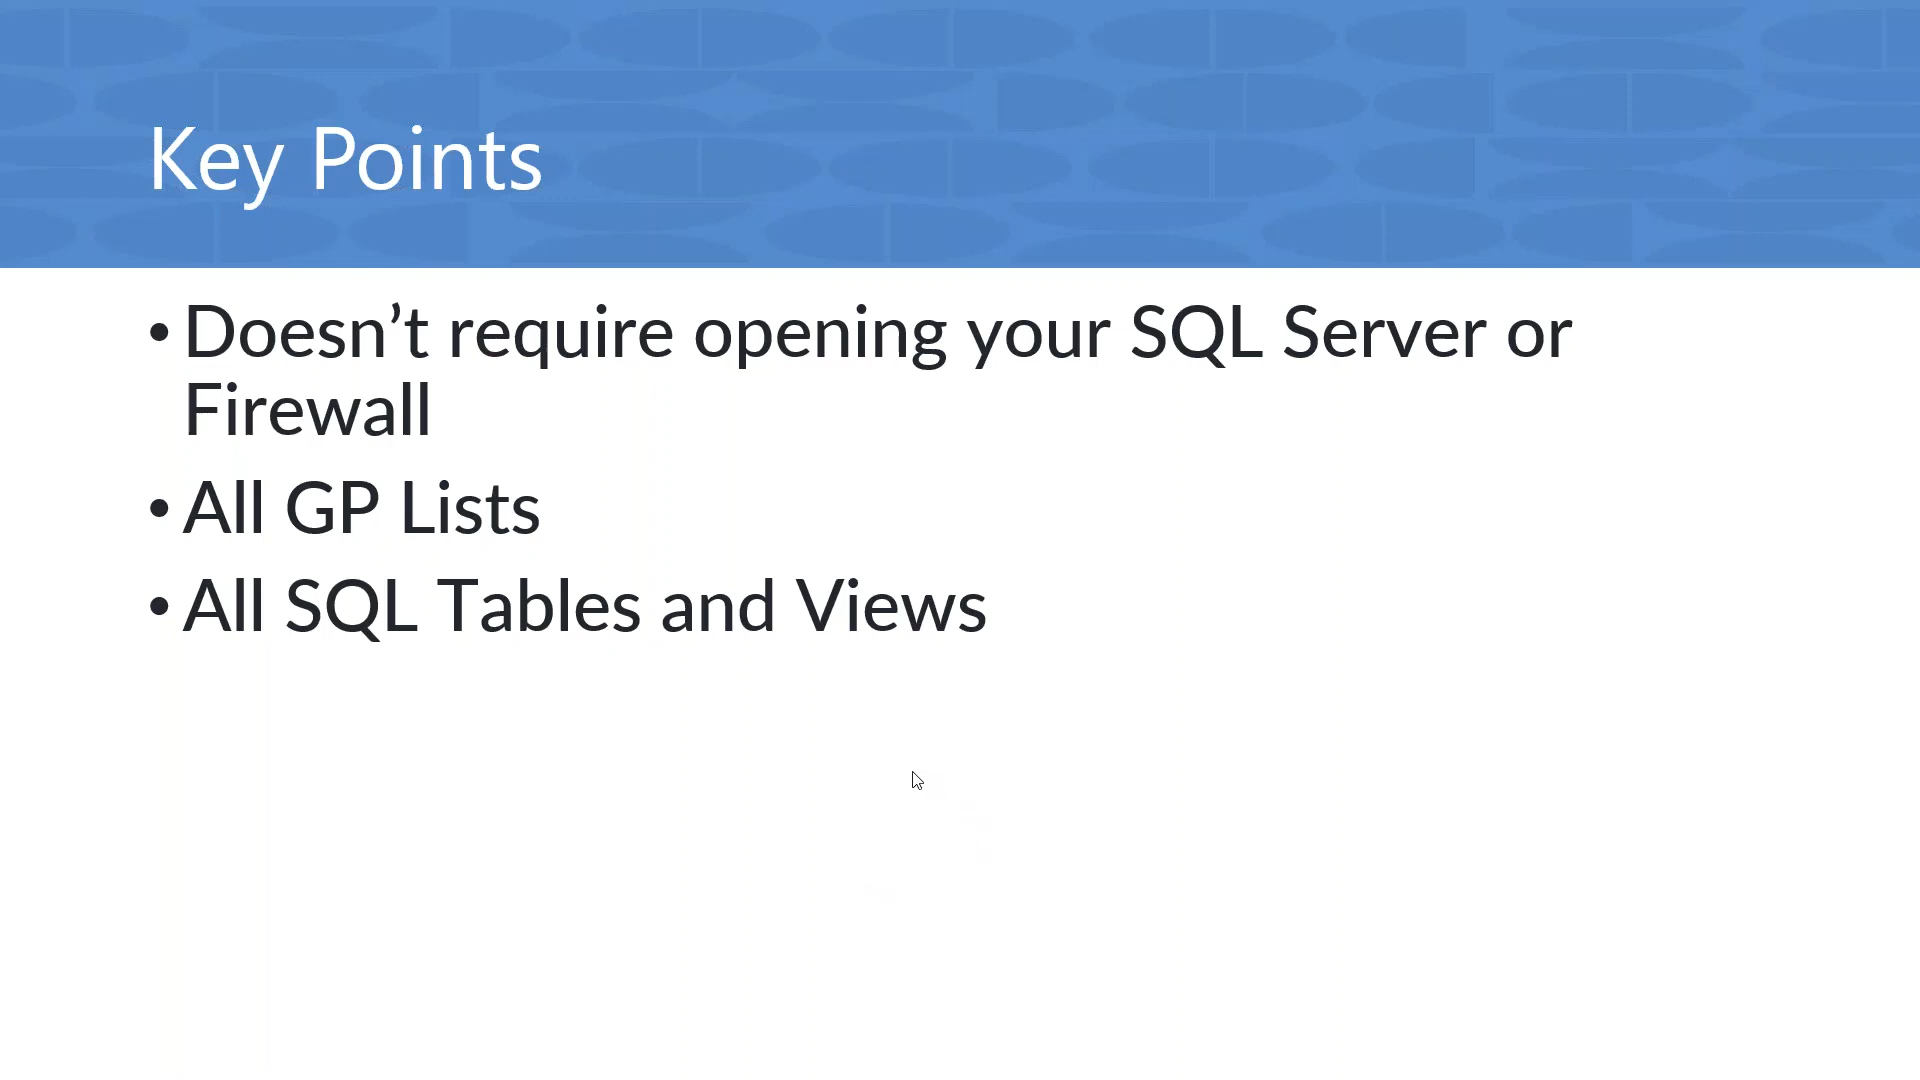 Key Points
• Doesn’t require opening your SQL Server or
Firewall
• All GP Lists
• All SQL Tables and Views